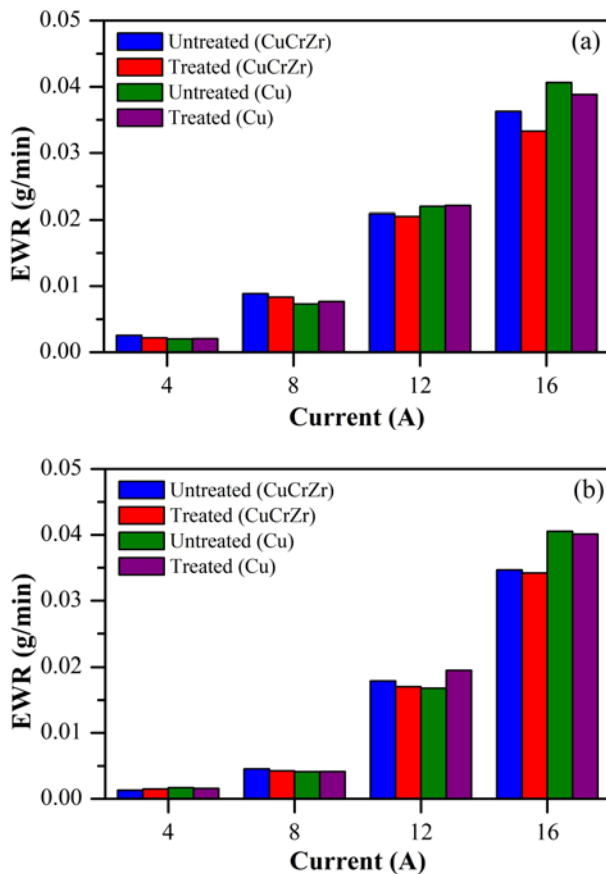 0.05
(a)
Untreated (CuCrZr)
Treated (CuCrZr)
0.04
Untreated (Cu)
Treated (Cu)
0.03
EWR (g/min)
0.02
0.01
0.00
4 8 12 16
Current (A)
0.05
(b)
Untreated (CuCrZr)
Treated (CuCrZr)
0.04
Untreated (Cu)
Treated (Cu)
0.03
EWR (g/min)
0.02
0.01
0.00
4 8 12 16
Current (A)